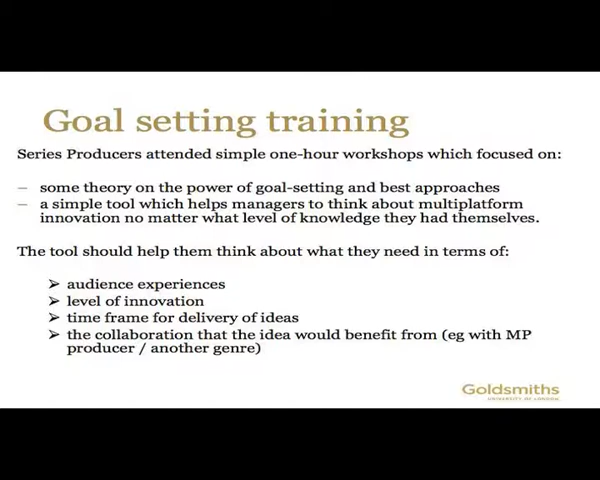 Goal setting training
Series Producers attended simple one-hour workshops which focused on:
– some theory on the power of goal-setting and best approaches
– a simple tool which helps managers to think about multiplatform
innovation no matter what level of knowledge they had themselves.
The tool should help them think about what they need in terms of:
➢ audience experiences
➢ level of innovation
➢ time frame for delivery of ideas
➢ the collaboration that the idea would benefit from (eg with MP
producer / another genre)
Goldsmiths
UNIVERSITY OF LONDON